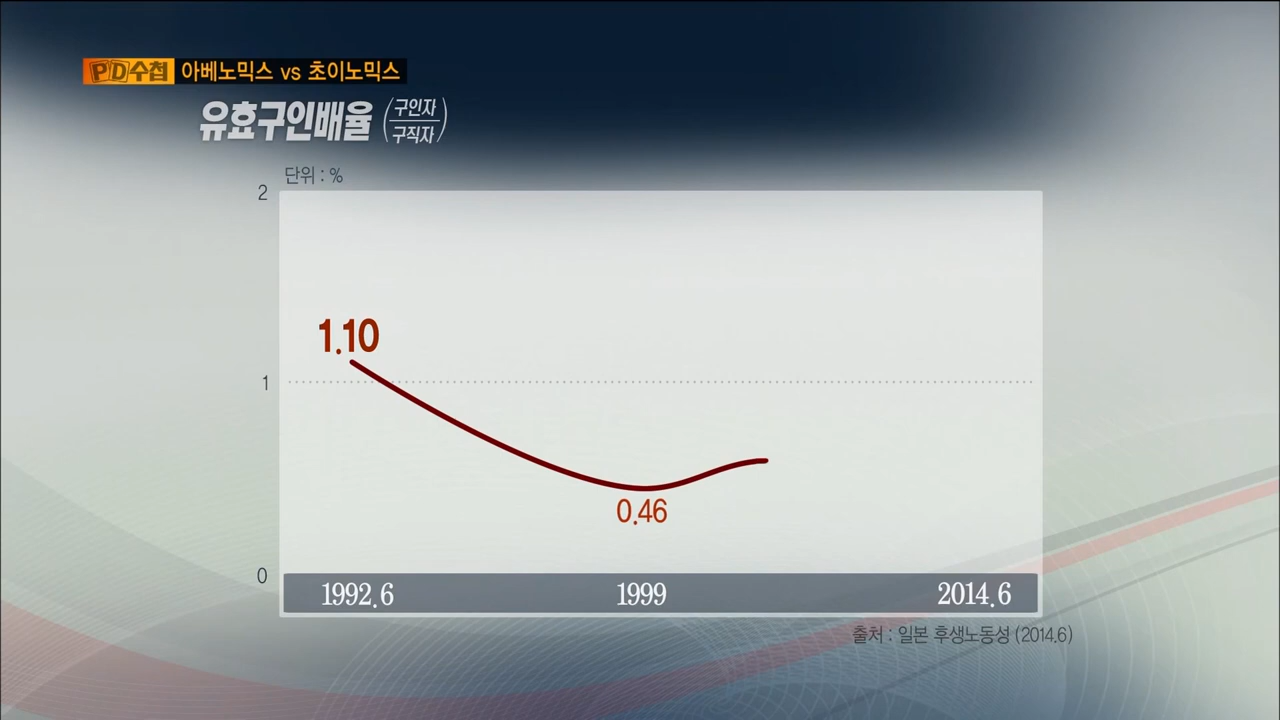 PD수첩 아베노믹스 vs 초이노믹스
유효구인배율 (구인자
구직자)
단위 : %
2
1.10
1
0.46
0
1992.6 1999 2014.6
출처 : 일본 후생노동성 (2014.6)